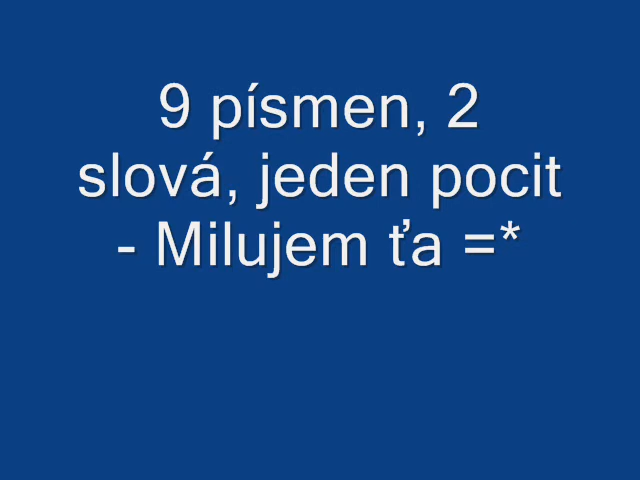 9 písmen, 2
slová, jeden pocit
- Milujem ťa =*